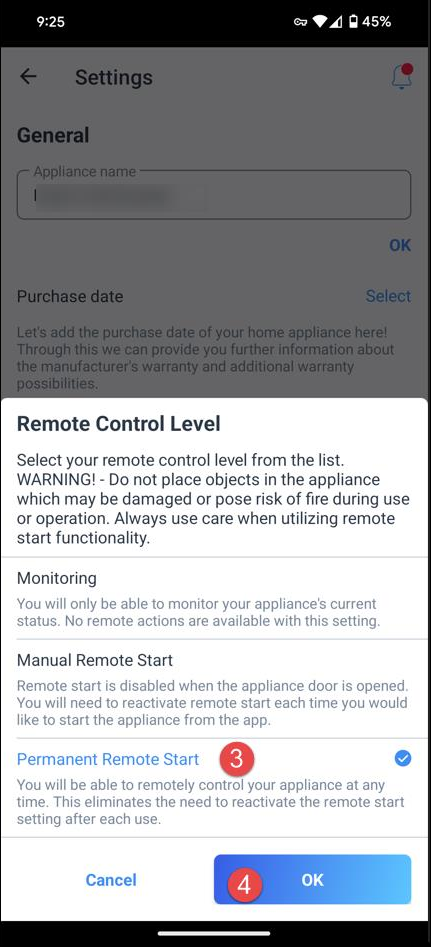 9:25
45%
Settings
General
Appliance name
OK
Purchase date
Select
Let's add the purchase date of your home appliance here!
Through this we can provide you further information about
the manufacturer's warranty and additional warranty
possibilities.
Remote Control Level
Select your remote control level from the list.
WARNING! - Do not place objects in the appliance
which may be damaged or pose risk of fire during use
or operation. Always use care when utilizing remote
start functionality.
Monitoring
You will only be able to monitor your appliance's current
status. No remote actions are available with this setting.
Manual Remote Start
Remote start is disabled when the appliance door is opened.
You will need to reactivate remote start each time you would
like to start the appliance from the app.
Permanent Remote Start 3
You will be able to remotely control your appliance at any
time. This eliminates the need to reactivate the remote start
setting after each use.
Cancel
4 OK